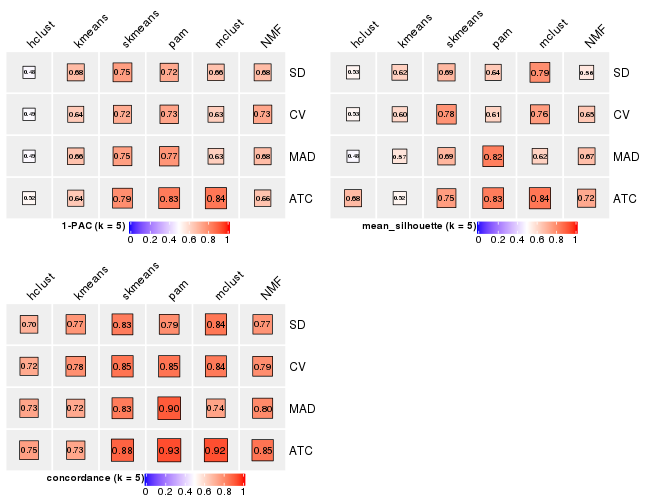 hclust kmeans skmeans pam mclust NMF
0.48 0.68 0.75 0.72 0.66 0.68 SD
0.49 0.64 0.72 0.73 0.63 0.73 CV
0.49 0.66 0.75 0.77 0.63 0.68 MAD
0.52 0.64 0.79 0.83 0.84 0.66 ATC
1-PAC (k = 5)
0 0.2 0.4 0.6 0.8 1
hclust kmeans skmeans pam mclust NMF
0.53 0.62 0.69 0.64 0.79 0.56 SD
0.53 0.60 0.78 0.61 0.76 0.65 CV
0.48 0.57 0.69 0.82 0.62 0.67 MAD
0.68 0.52 0.75 0.83 0.84 0.72 ATC
mean_silhouette (k = 5)
0 0.2 0.4 0.6 0.8 1
hclust kmeans skmeans pam mclust NMF
0.70 0.77 0.83 0.79 0.84 0.77 SD
0.72 0.78 0.85 0.85 0.84 0.79 CV
0.73 0.72 0.83 0.90 0.74 0.80 MAD
0.75 0.73 0.88 0.93 0.92 0.85 ATC
concordance (k = 5)
0 0.2 0.4 0.6 0.8 1